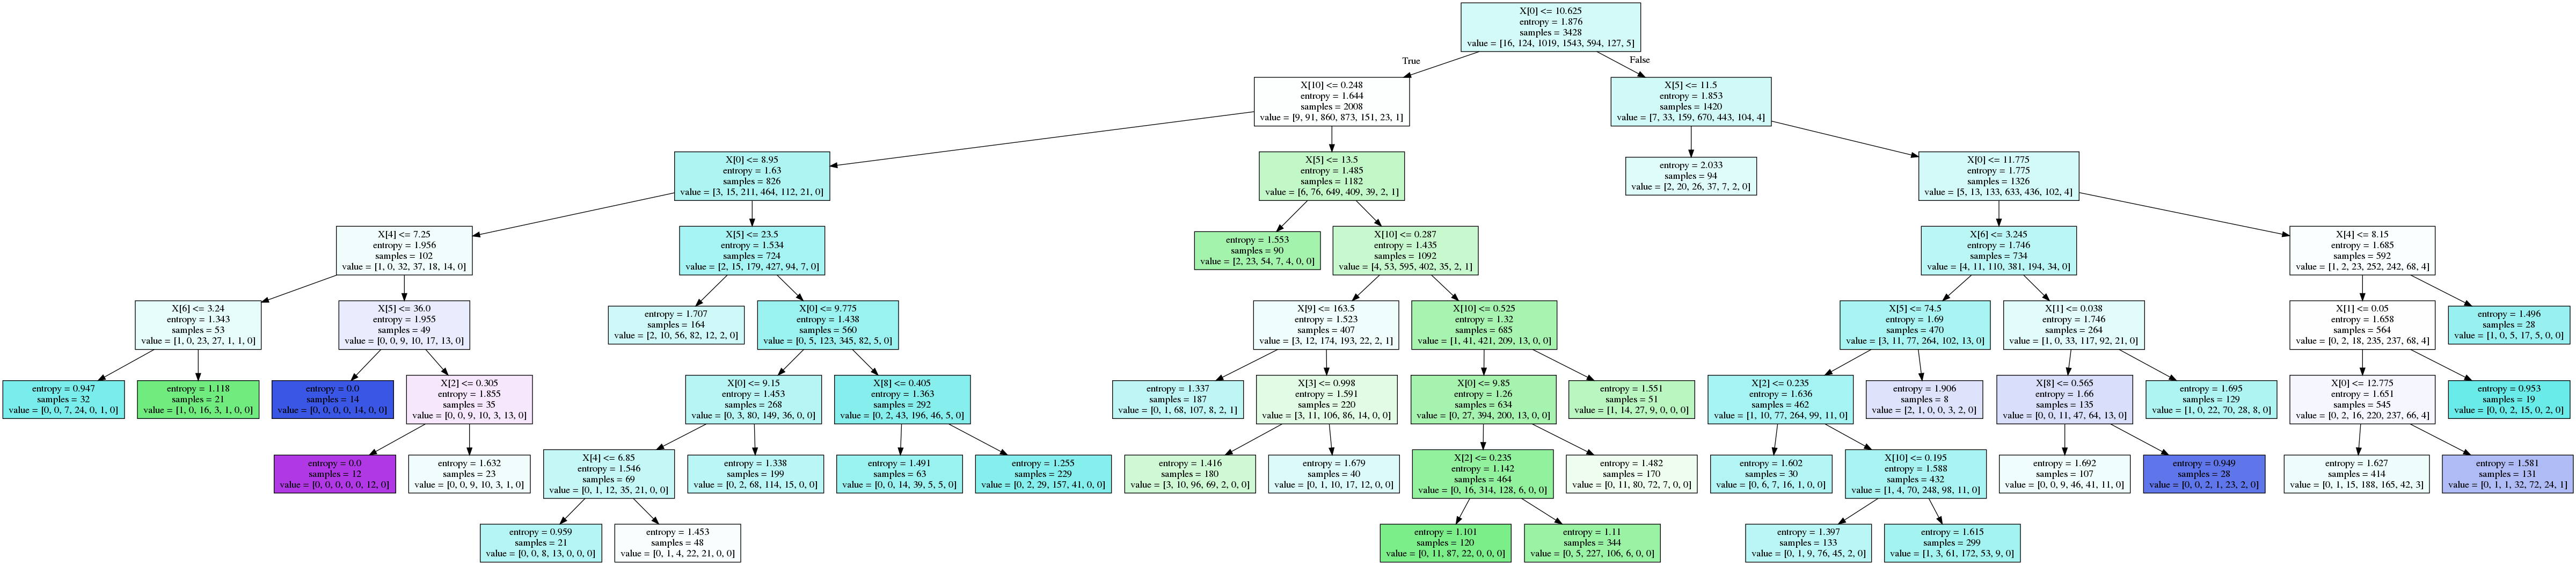 X[0] <= 10.625
entropy = 1.876
samples = 3428
value = [16, 124, 1019, 1543, 594, 127, 5]
True
False
X[10] <= 0.248
entropy = 1.644
samples = 2008
value = [9, 91, 860, 873, 151, 23, 1]
X[5] <= 11.5
entropy = 1.853
samples = 1420
value = [7, 33, 159, 670, 443, 104, 4]
X[0] <= 8.95
entropy = 1.63
samples = 826
value = [3, 15, 211, 464, 112, 21, 0]
X[5] <= 13.5
entropy = 1.485
samples = 1182
value = [6, 76, 649, 409, 39, 2, 1]
entropy = 2.033
samples = 94
value = [2, 20, 26, 37, 7, 2, 0]
X[0] <= 11.775
entropy = 1.775
samples = 1326
value = [5, 13, 133, 633, 436, 102, 4]
X[4] <= 7.25
entropy = 1.956
samples = 102
value = [1, 0, 32, 37, 18, 14, 0]
X[5] <= 23.5
entropy = 1.534
samples = 724
value = [2, 15, 179, 427, 94, 7, 0]
entropy = 1.553
samples = 90
value = [2, 23, 54, 7, 4, 0, 0]
X[10] <= 0.287
entropy = 1.435
samples = 1092
value = [4, 53, 595, 402, 35, 2, 1]
X[6] <= 3.245
entropy = 1.746
samples = 734
value = [4, 11, 110, 381, 194, 34, 0]
X[4] <= 8.15
entropy = 1.685
samples = 592
value = [1, 2, 23, 252, 242, 68, 4]
X[6] <= 3.24
entropy = 1.343
samples = 53
value = [1, 0, 23, 27, 1, 1, 0]
X[5] <= 36.0
entropy = 1.955
samples = 49
value = [0, 0, 9, 10, 17, 13, 0]
entropy = 1.707
samples = 164
value = [2, 10, 56, 82, 12, 2, 0]
X[0] <= 9.775
entropy = 1.438
samples = 560
value = [0, 5, 123, 345, 82, 5, 0]
X[9] <= 163.5
entropy = 1.523
samples = 407
value = [3, 12, 174, 193, 22, 2, 1]
X[10] <= 0.525
entropy = 1.32
samples = 685
value = [1, 41, 421, 209, 13, 0, 0]
X[5] <= 74.5
entropy = 1.69
samples = 470
value = [3, 11, 77, 264, 102, 13, 0]
X[1] <= 0.038
entropy = 1.746
samples = 264
value = [1, 0, 33, 117, 92, 21, 0]
X[1] <= 0.05
entropy = 1.658
samples = 564
value = [0, 2, 18, 235, 237, 68, 4]
entropy = 1.496
samples = 28
value = [1, 0, 5, 17, 5, 0, 0]
entropy = 0.947
samples = 32
value = [0, 0, 7, 24, 0, 1, 0]
entropy = 1.118
samples = 21
value = [1, 0, 16, 3, 1, 0, 0]
entropy = 0.0
samples = 14
value = [0, 0, 0, 0, 14, 0, 0]
X[2] <= 0.305
entropy = 1.855
samples = 35
value = [0, 0, 9, 10, 3, 13, 0]
X[0] <= 9.15
entropy = 1.453
samples = 268
value = [0, 3, 80, 149, 36, 0, 0]
X[8] <= 0.405
entropy = 1.363
samples = 292
value = [0, 2, 43, 196, 46, 5, 0]
entropy = 1.337
samples = 187
value = [0, 1, 68, 107, 8, 2, 1]
X[3] <= 0.998
entropy = 1.591
samples = 220
value = [3, 11, 106, 86, 14, 0, 0]
X[0] <= 9.85
entropy = 1.26
samples = 634
value = [0, 27, 394, 200, 13, 0, 0]
entropy = 1.551
samples = 51
value = [1, 14, 27, 9, 0, 0, 0]
X[2] <= 0.235
entropy = 1.636
samples = 462
value = [1, 10, 77, 264, 99, 11, 0]
entropy = 1.906
samples = 8
value = [2, 1, 0, 0, 3, 2, 0]
X[8] <= 0.565
entropy = 1.66
samples = 135
value = [0, 0, 11, 47, 64, 13, 0]
entropy = 1.695
samples = 129
value = [1, 0, 22, 70, 28, 8, 0]
X[0] <= 12.775
entropy = 1.651
samples = 545
value = [0, 2, 16, 220, 237, 66, 4]
entropy = 0.953
samples = 19
value = [0, 0, 2, 15, 0, 2, 0]
entropy = 0.0
samples = 12
value = [0, 0, 0, 0, 0, 12, 0]
entropy = 1.632
samples = 23
value = [0, 0, 9, 10, 3, 1, 0]
X[4] <= 6.85
entropy = 1.546
samples = 69
value = [0, 1, 12, 35, 21, 0, 0]
entropy = 1.338
samples = 199
value = [0, 2, 68, 114, 15, 0, 0]
entropy = 1.491
samples = 63
value = [0, 0, 14, 39, 5, 5, 0]
entropy = 1.255
samples = 229
value = [0, 2, 29, 157, 41, 0, 0]
entropy = 1.416
samples = 180
value = [3, 10, 96, 69, 2, 0, 0]
entropy = 1.679
samples = 40
value = [0, 1, 10, 17, 12, 0, 0]
X[2] <= 0.235
entropy = 1.142
samples = 464
value = [0, 16, 314, 128, 6, 0, 0]
entropy = 1.482
samples = 170
value = [0, 11, 80, 72, 7, 0, 0]
entropy = 1.602
samples = 30
value = [0, 6, 7, 16, 1, 0, 0]
X[10] <= 0.195
entropy = 1.588
samples = 432
value = [1, 4, 70, 248, 98, 11, 0]
entropy = 1.692
samples = 107
value = [0, 0, 9, 46, 41, 11, 0]
entropy = 0.949
samples = 28
value = [0, 0, 2, 1, 23, 2, 0]
entropy = 1.627
samples = 414
value = [0, 1, 15, 188, 165, 42, 3]
entropy = 1.581
samples = 131
value = [0, 1, 1, 32, 72, 24, 1]
entropy = 0.959
samples = 21
value = [0, 0, 8, 13, 0, 0, 0]
entropy = 1.453
samples = 48
value = [0, 1, 4, 22, 21, 0, 0]
entropy = 1.101
samples = 120
value = [0, 11, 87, 22, 0, 0, 0]
entropy = 1.11
samples = 344
value = [0, 5, 227, 106, 6, 0, 0]
entropy = 1.397
samples = 133
value = [0, 1, 9, 76, 45, 2, 0]
entropy = 1.615
samples = 299
value = [1, 3, 61, 172, 53, 9, 0]